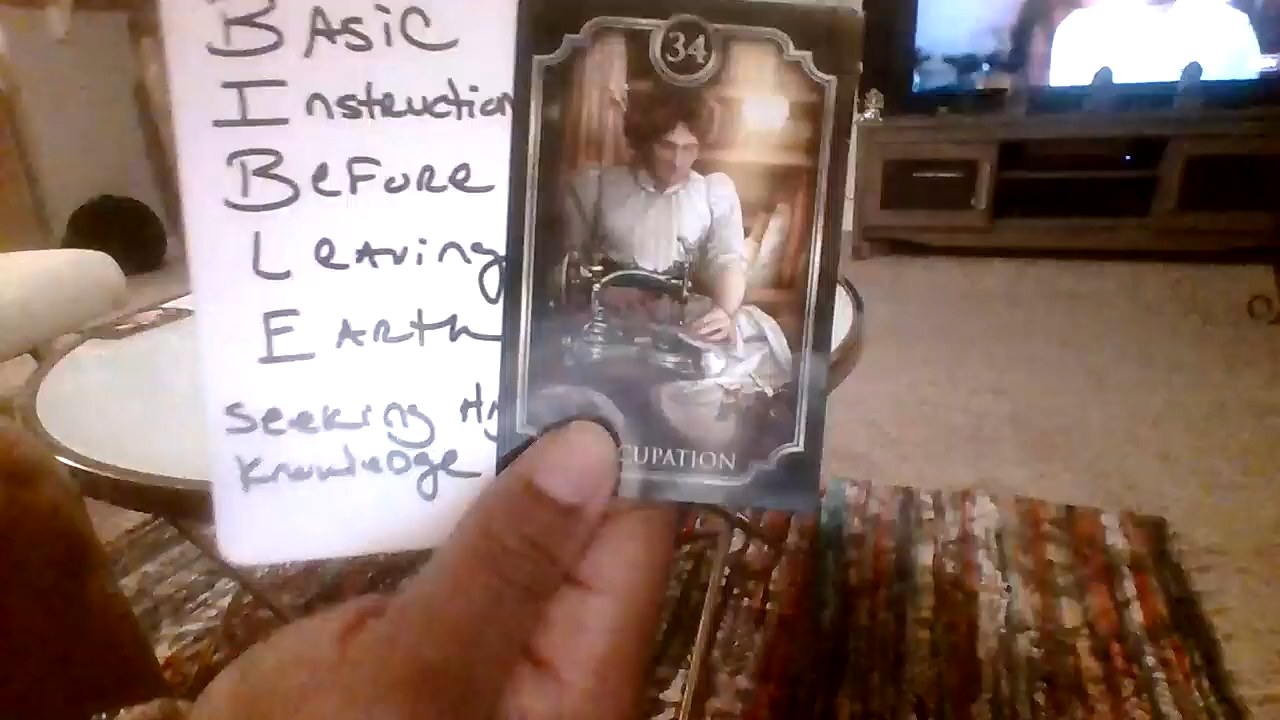 BASiC
Instruction
BeFore
Leaving
EArth
Seeking
KnowleDge
34
CUPATION